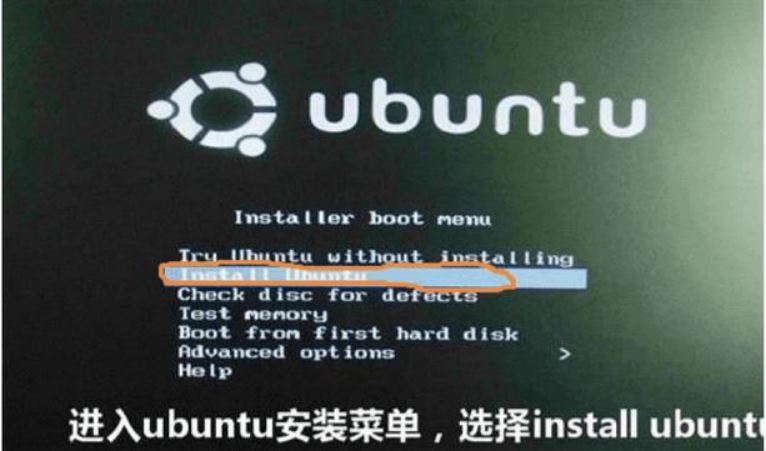 ubuntu
Installer boot menu
Try Ubuntu without installing
Install Ubuntu
Check disc for defects
Test memory
Boot from first hard disk
Advanced options >
Help
进入ubuntu安装菜单，选择install ubuntu